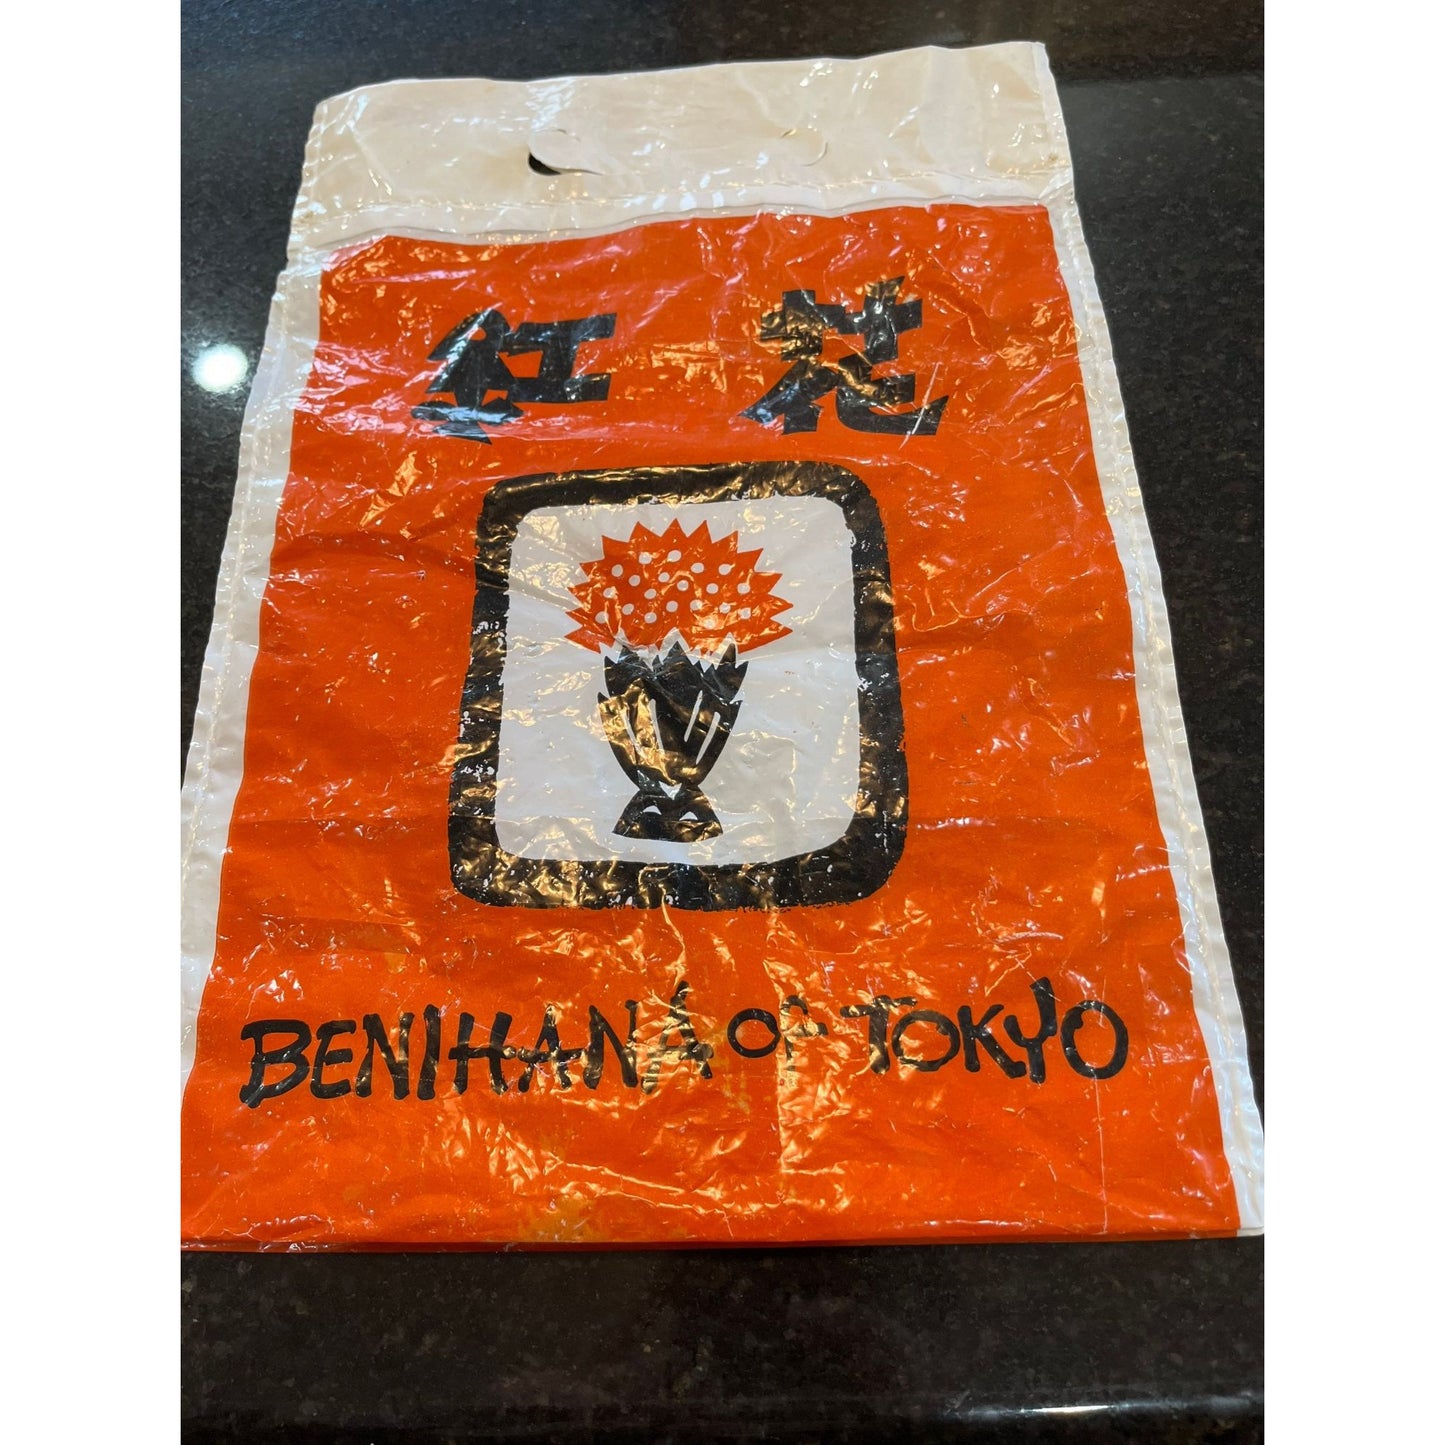 紅 花
BENIHANA OF TOKYO